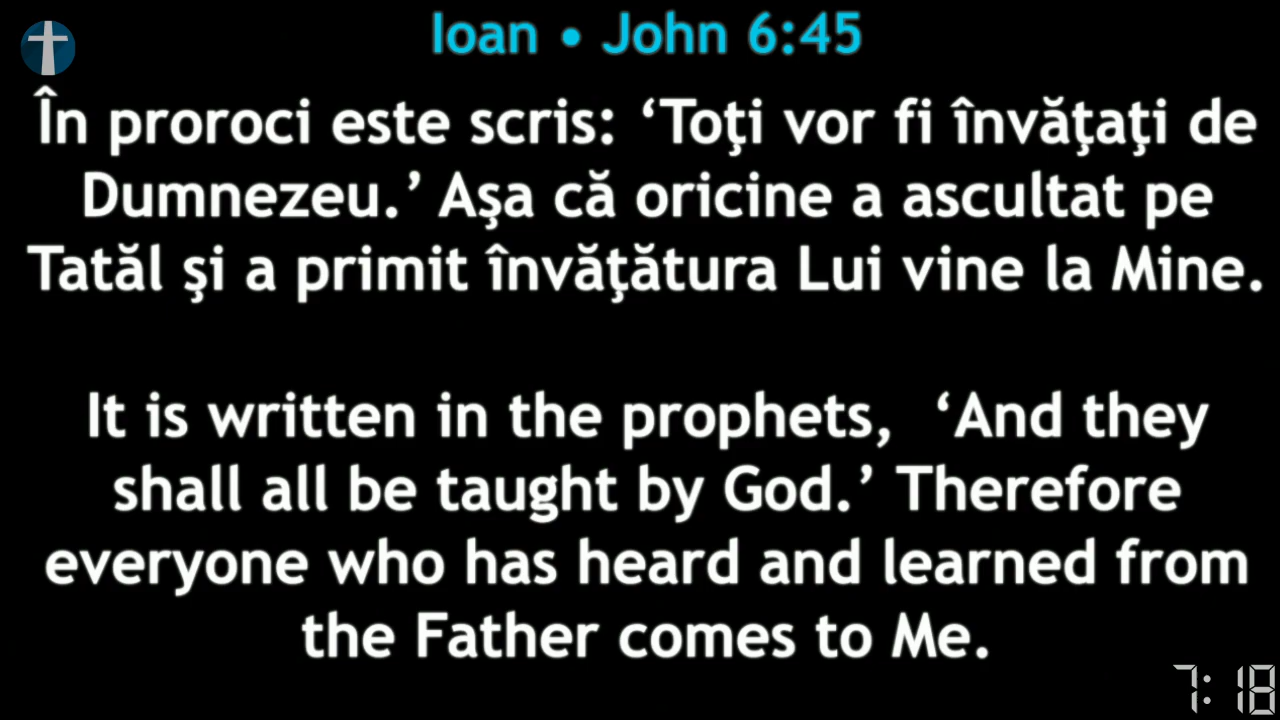 Ioan • John 6:45
În proroci este scris: ‘Toţi vor fi învăţaţi de
Dumnezeu.’ Aşa că oricine a ascultat pe
Tatăl şi a primit învăţătura Lui vine la Mine.
It is written in the prophets,  ‘And they
shall all be taught by God.’ Therefore
everyone who has heard and learned from
the Father comes to Me.
7:18